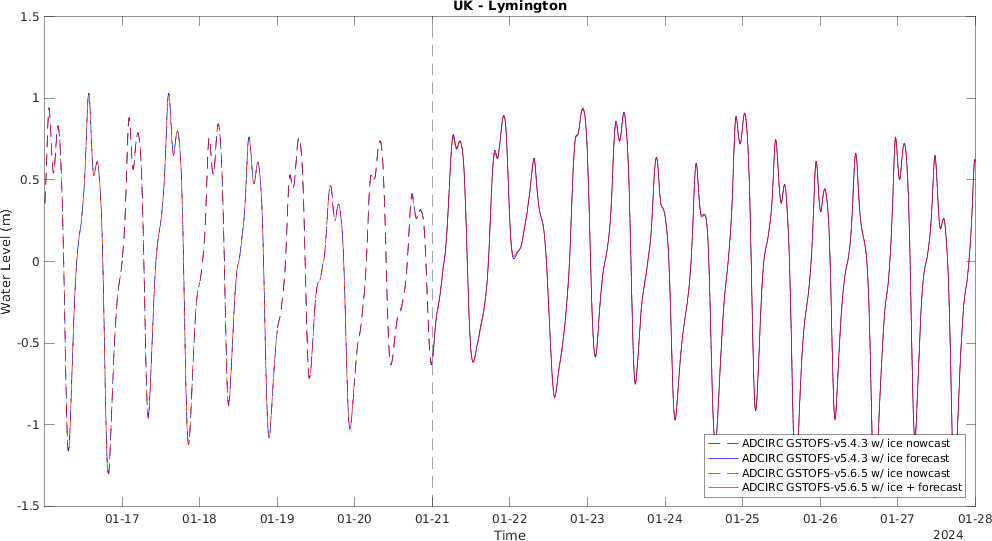 UK - Lymington
1.5
1
0.5
0
-0.5
-1
-1.5
Water Level (m)
01-17 01-18 01-19 01-20 01-21 01-22 01-23 01-24 01-25 01-26 01-27 01-28
Time
2024
ADCIRC GSTOFS-v5.4.3 w/ ice nowcast
ADCIRC GSTOFS-v5.4.3 w/ ice forecast
ADCIRC GSTOFS-v5.6.5 w/ ice nowcast
ADCIRC GSTOFS-v5.6.5 w/ ice + forecast